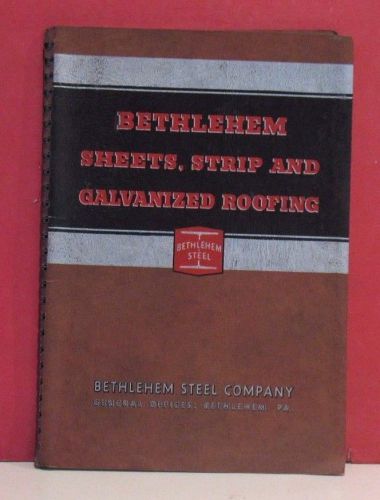 BETHLEHEM
SHEETS, STRIP AND
GALVANIZED ROOFING
BETHLEHEM
STEEL
BETHLEHEM STEEL COMPANY
GENERAL OFFICES: BETHLEHEM, PA.